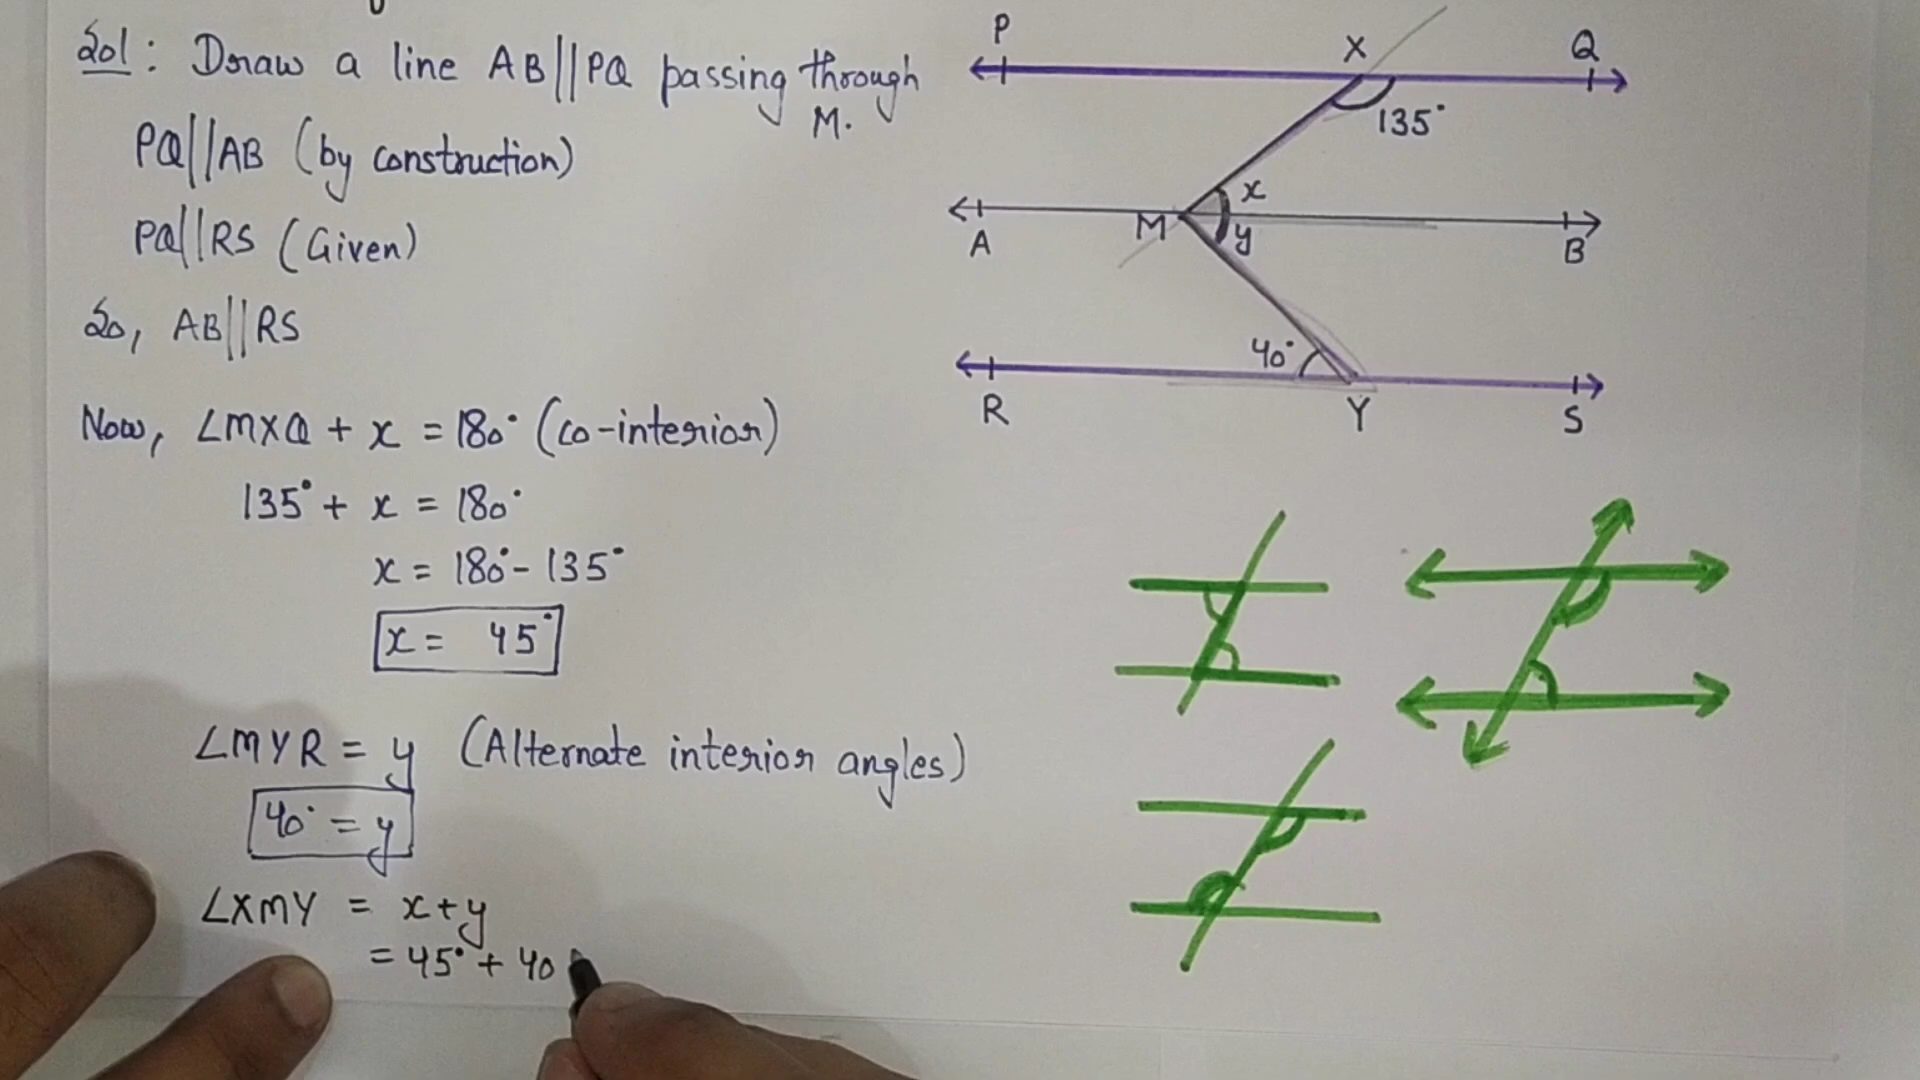 Sol: Draw a line AB||PQ passing through
M.
PQ||AB (by construction)
PQ||RS (Given)
So, AB||RS
Now, ∠MXQ + x = 180° (co-interior)
135° + x = 180°
x = 180° - 135°
x = 45°
∠MYR = y (Alternate interior angles)
40° = y
∠XMY = x+y
= 45° + 40
P
X
Q
135°
x
M
y
A
B
40°
R
Y
S